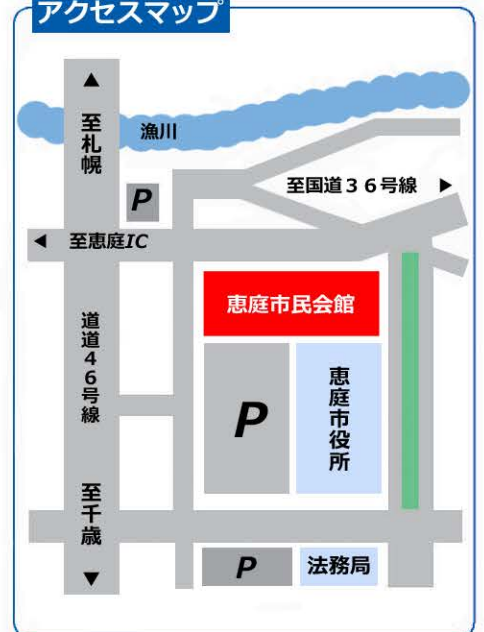 アクセスマップ
▲
至札幌
漁川
P
至国道３６号線 ▶
◀ 至恵庭IC
恵庭市民会館
道道４６号線
P
恵庭市役所
至千歳
▼
P
法務局